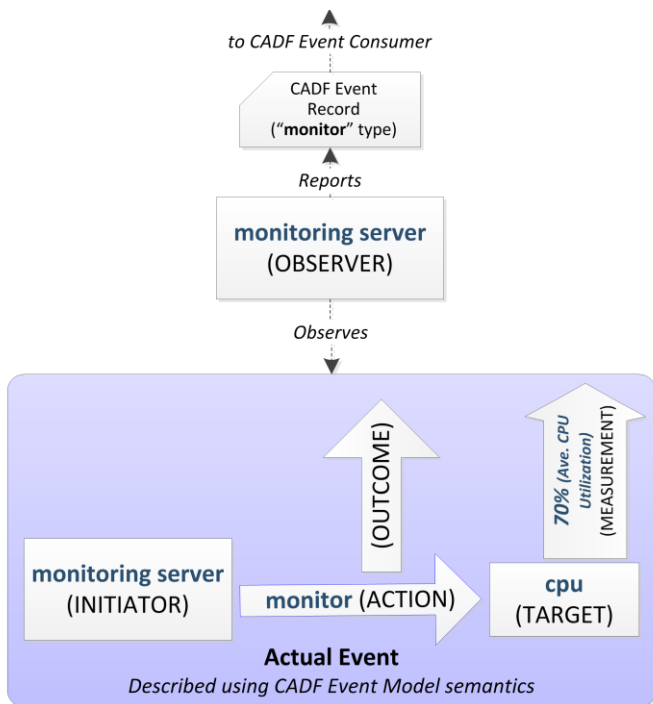 to CADF Event Consumer
CADF Event
Record
(“monitor” type)
Reports
monitoring server
(OBSERVER)
Observes
(OUTCOME)
70% (Ave. CPU
Utilization)
(MEASUREMENT)
monitoring server
(INITIATOR)
monitor (ACTION)
cpu
(TARGET)
Actual Event
Described using CADF Event Model semantics